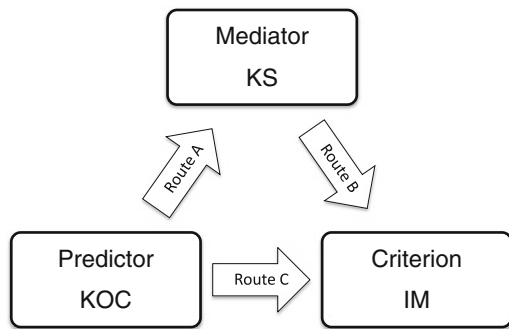 Mediator
KS
Route A
Route B
Predictor
KOC
Route C
Criterion
IM